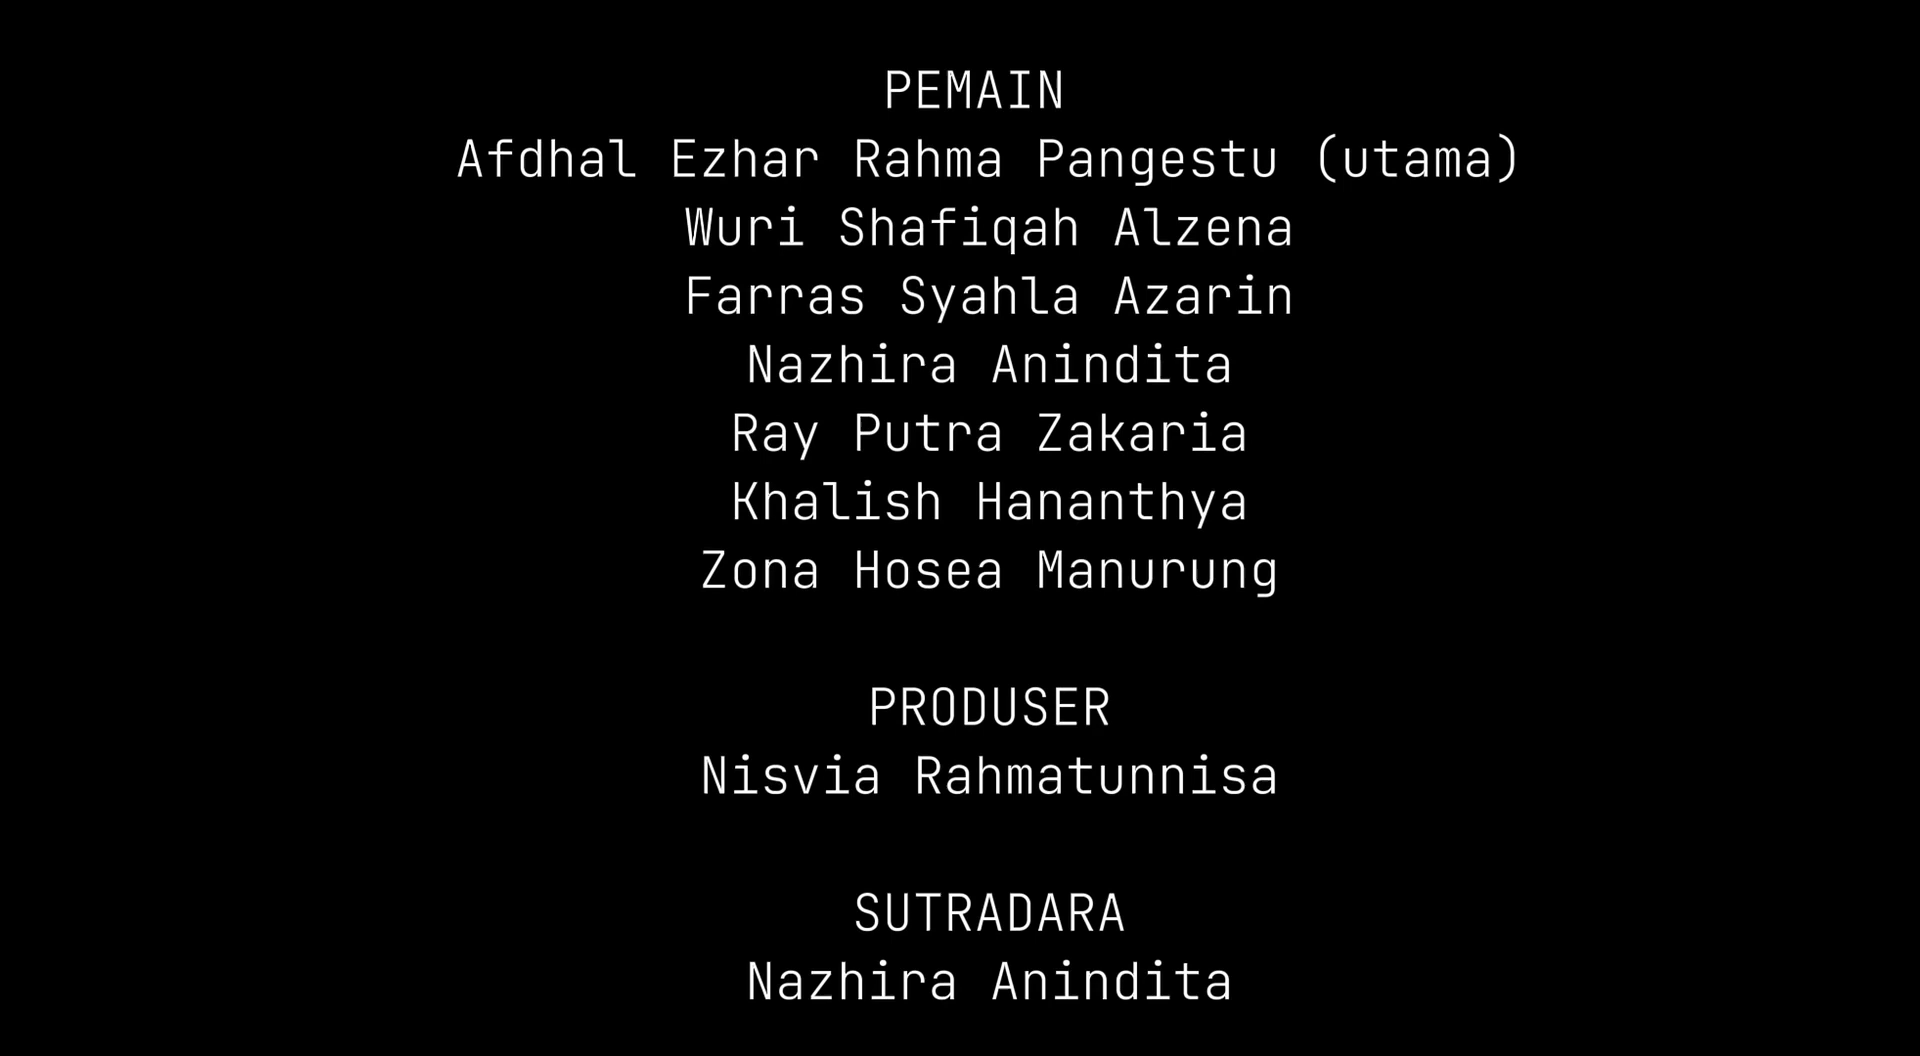 PEMAIN
Afdhal Ezhar Rahma Pangestu (utama)
Wuri Shafiqah Alzena
Farras Syahla Azarin
Nazhira Anindita
Ray Putra Zakaria
Khalish Hananthya
Zona Hosea Manurung
PRODUSER
Nisvia Rahmatunnisa
SUTRADARA
Nazhira Anindita